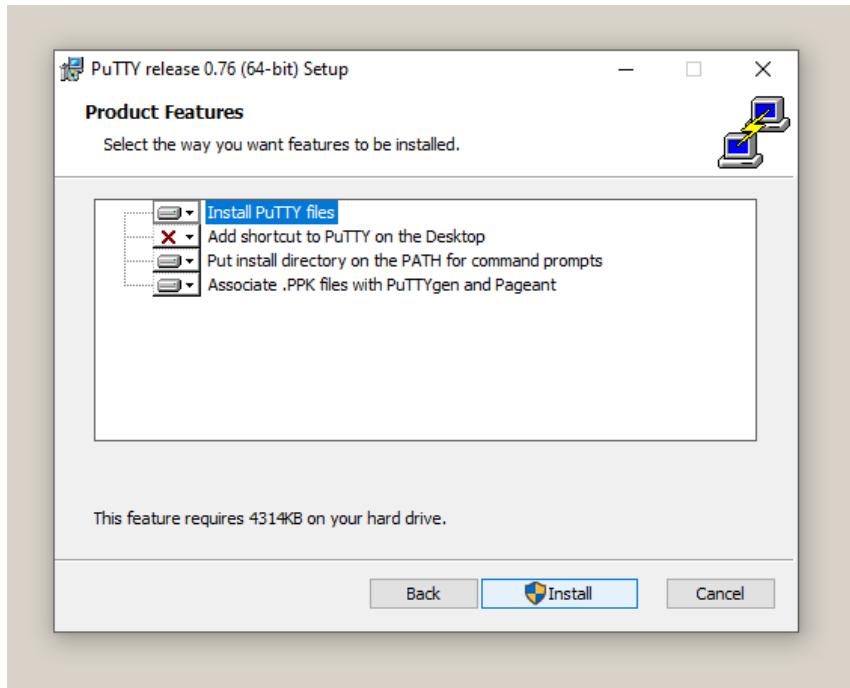 PuTTY release 0.76 (64-bit) Setup
Product Features
Select the way you want features to be installed.
Install PuTTY files
Add shortcut to PuTTY on the Desktop
Put install directory on the PATH for command prompts
Associate .PPK files with PuTTYgen and Pageant
This feature requires 4314KB on your hard drive.
Back Install Cancel